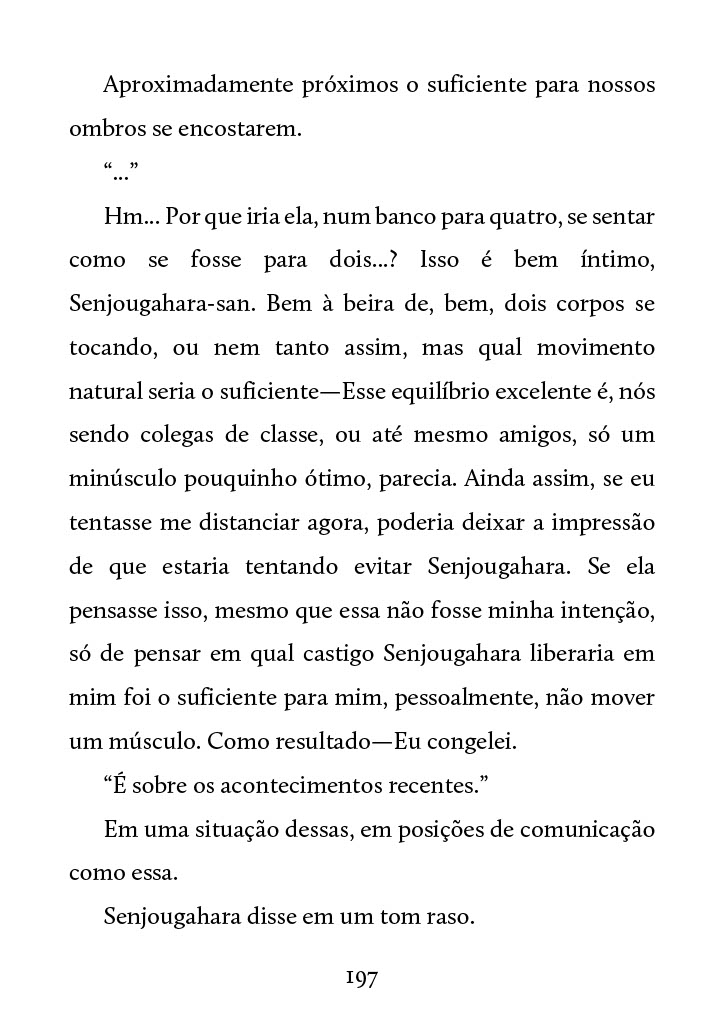 Aproximadamente próximos o suficiente para nossos
ombros se encostarem.
“...”
Hm... Por que iria ela, num banco para quatro, se sentar
como se fosse para dois...? Isso é bem íntimo,
Senjougahara-san. Bem à beira de, bem, dois corpos se
tocando, ou nem tanto assim, mas qual movimento
natural seria o suficiente—Esse equilíbrio excelente é, nós
sendo colegas de classe, ou até mesmo amigos, só um
minúsculo pouquinho ótimo, parecia. Ainda assim, se eu
tentasse me distanciar agora, poderia deixar a impressão
de que estaria tentando evitar Senjougahara. Se ela
pensasse isso, mesmo que essa não fosse minha intenção,
só de pensar em qual castigo Senjougahara liberaria em
mim foi o suficiente para mim, pessoalmente, não mover
um músculo. Como resultado—Eu congelei.
“É sobre os acontecimentos recentes.”
Em uma situação dessas, em posições de comunicação
como essa.
Senjougahara disse em um tom raso.
197